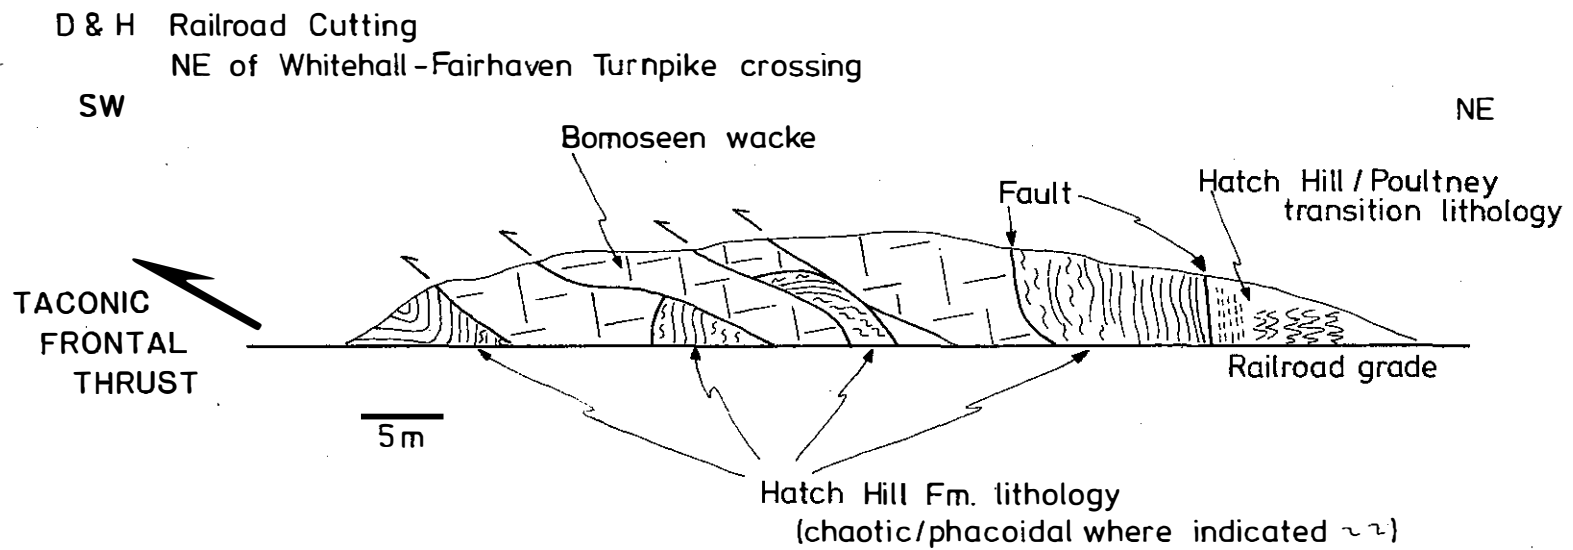 D & H Railroad Cutting
NE of Whitehall-Fairhaven Turnpike crossing
SW
NE
Bomoseen wacke
Fault
Hatch Hill / Poultney
transition lithology
TACONIC
FRONTAL
THRUST
Railroad grade
5m
Hatch Hill Fm. lithology
(chaotic/phacoidal where indicated ~ ~)